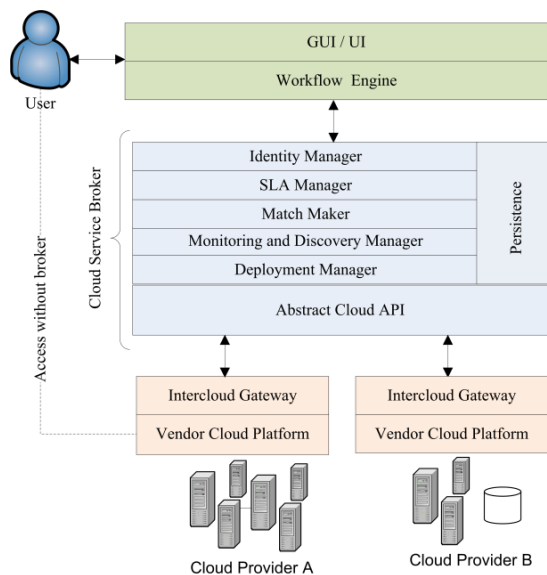 GUI / UI
Workflow Engine
User
Cloud Service Broker
Identity Manager
SLA Manager
Match Maker
Monitoring and Discovery Manager
Deployment Manager
Persistence
Abstract Cloud API
Access without broker
Intercloud Gateway
Vendor Cloud Platform
Cloud Provider A
Intercloud Gateway
Vendor Cloud Platform
Cloud Provider B